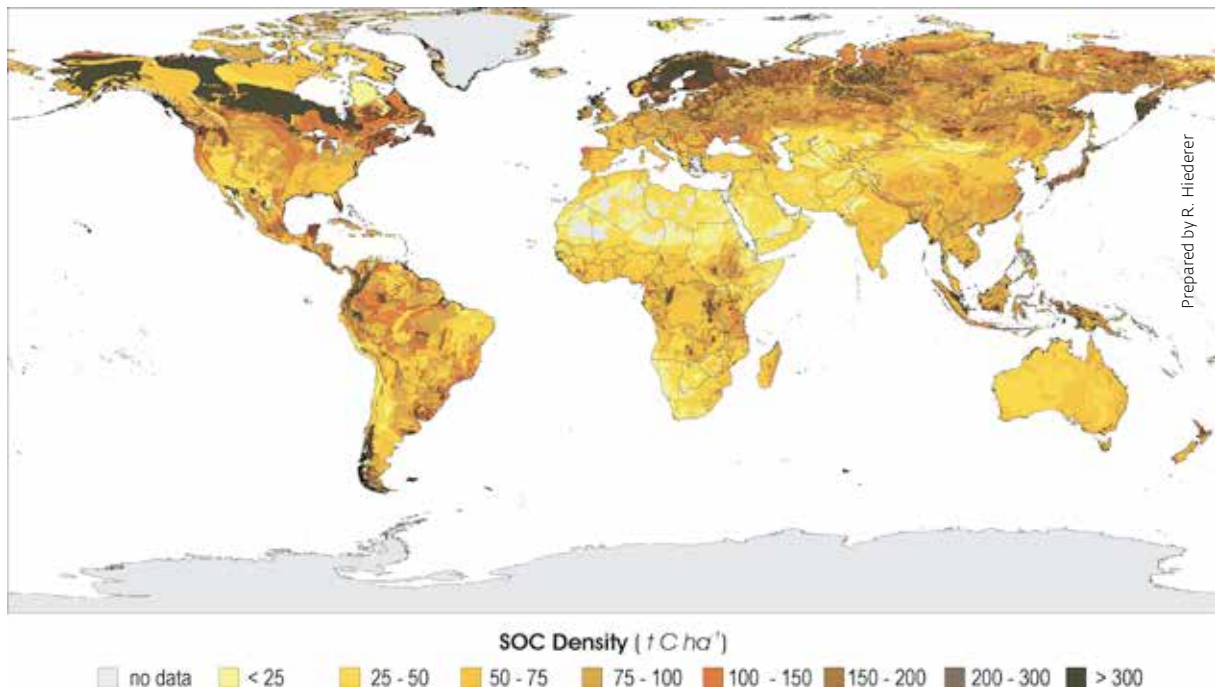 Prepared by R. Hiederer
SOC Density ( t C ha⁻¹)
no data < 25 25 - 50 50 - 75 75 - 100 100 - 150 150 - 200 200 - 300 > 300